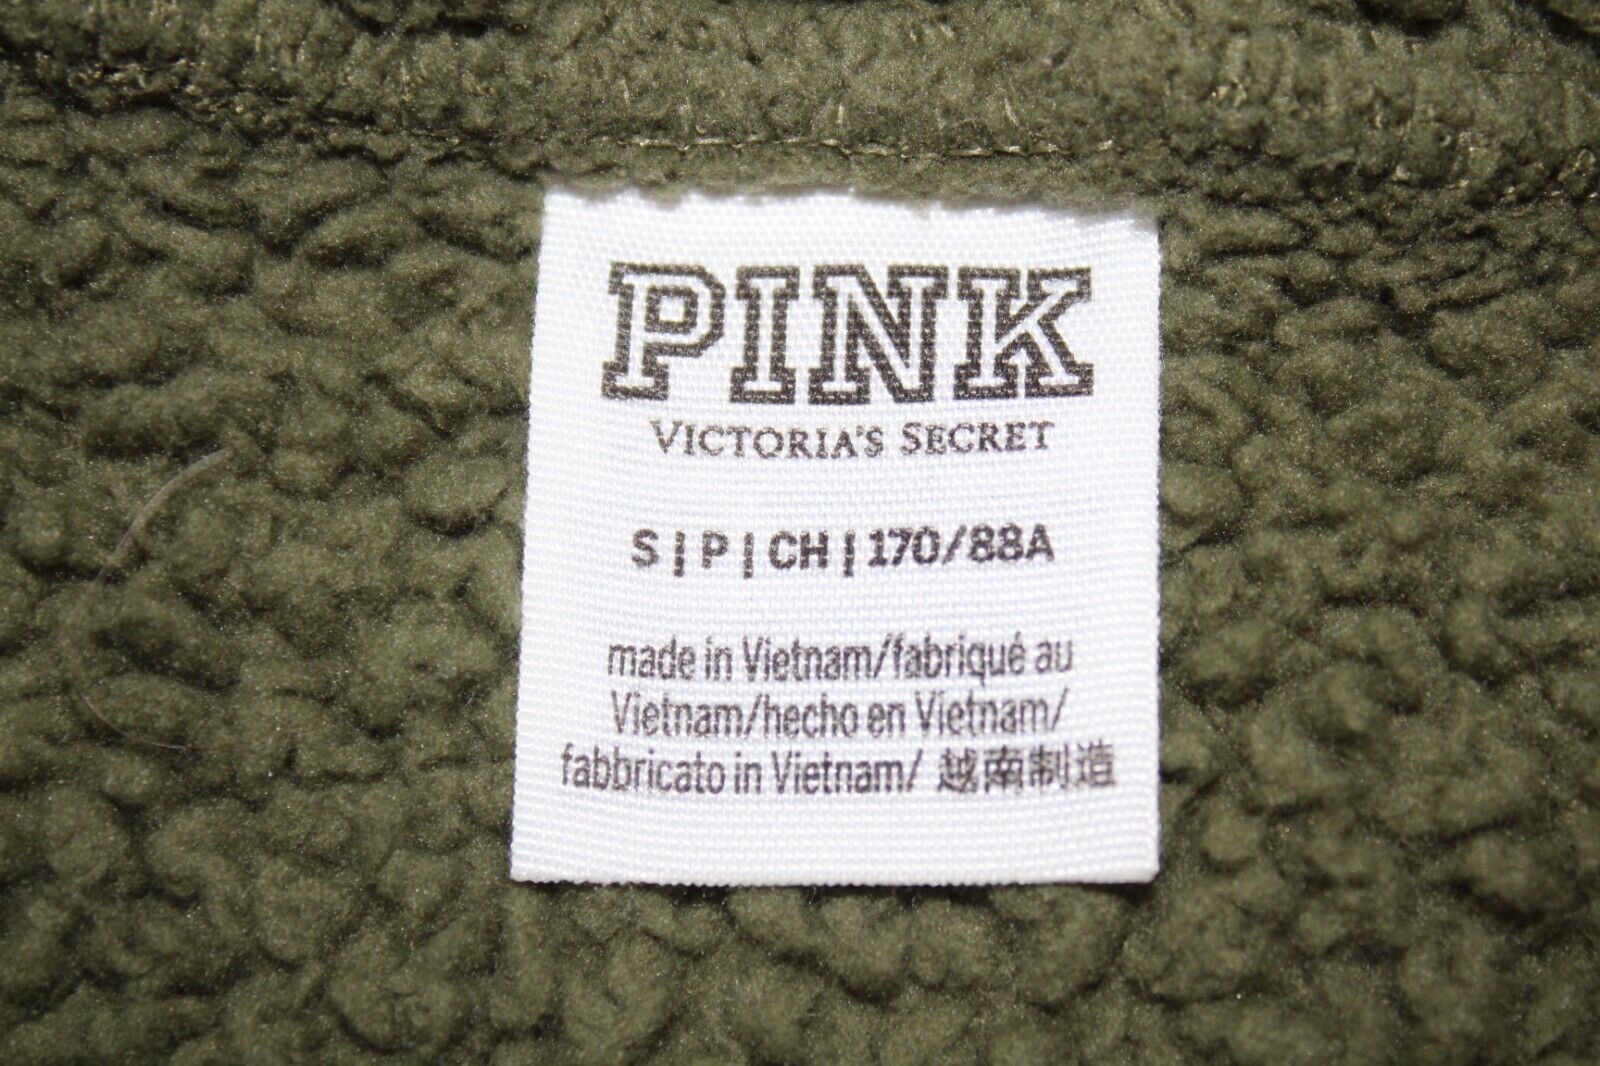 PINK
VICTORIA'S SECRET
S | P | CH | 170/88A
made in Vietnam/fabriqué au
Vietnam/hecho en Vietnam/
fabbricato in Vietnam/ 越南制造